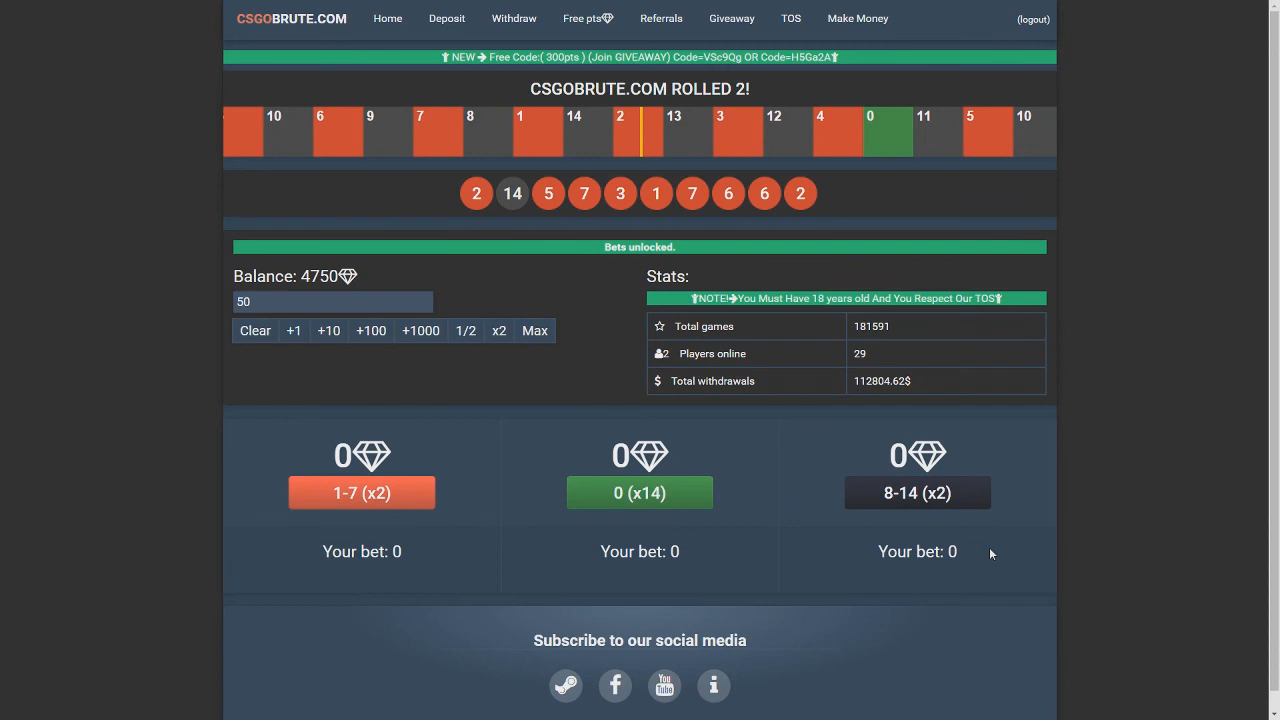 CSGOBRUTE.COM Home Deposit Withdraw Free pts Referrals Giveaway TOS Make Money (logout)
NEW Free Code:( 300pts ) (Join GIVEAWAY) Code=VSc9Qg OR Code=H5Ga2A
CSGOBRUTE.COM ROLLED 2!
10 6 9 7 8 1 14 2 13 3 12 4 0 11 5 10
2 14 5 7 3 1 7 6 6 2
Bets unlocked.
Balance: 4750
50
Clear +1 +10 +100 +1000 1/2 x2 Max
Stats:
NOTE! You Must Have 18 years old And You Respect Our TOS
Total games 181591
2 Players online 29
$ Total withdrawals 112804.62$
0 0 0
1-7 (x2) 0 (x14) 8-14 (x2)
Your bet: 0 Your bet: 0 Your bet: 0
Subscribe to our social media
f You Tube i